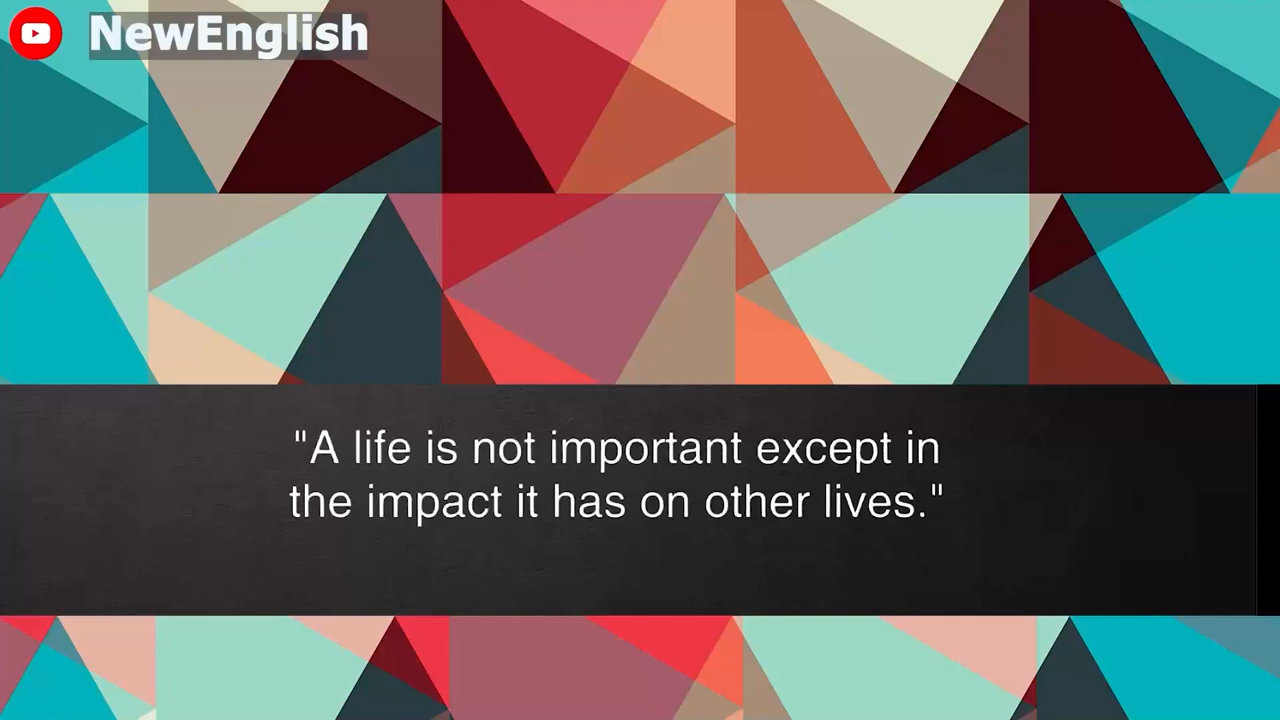 NewEnglish
"A life is not important except in
the impact it has on other lives."